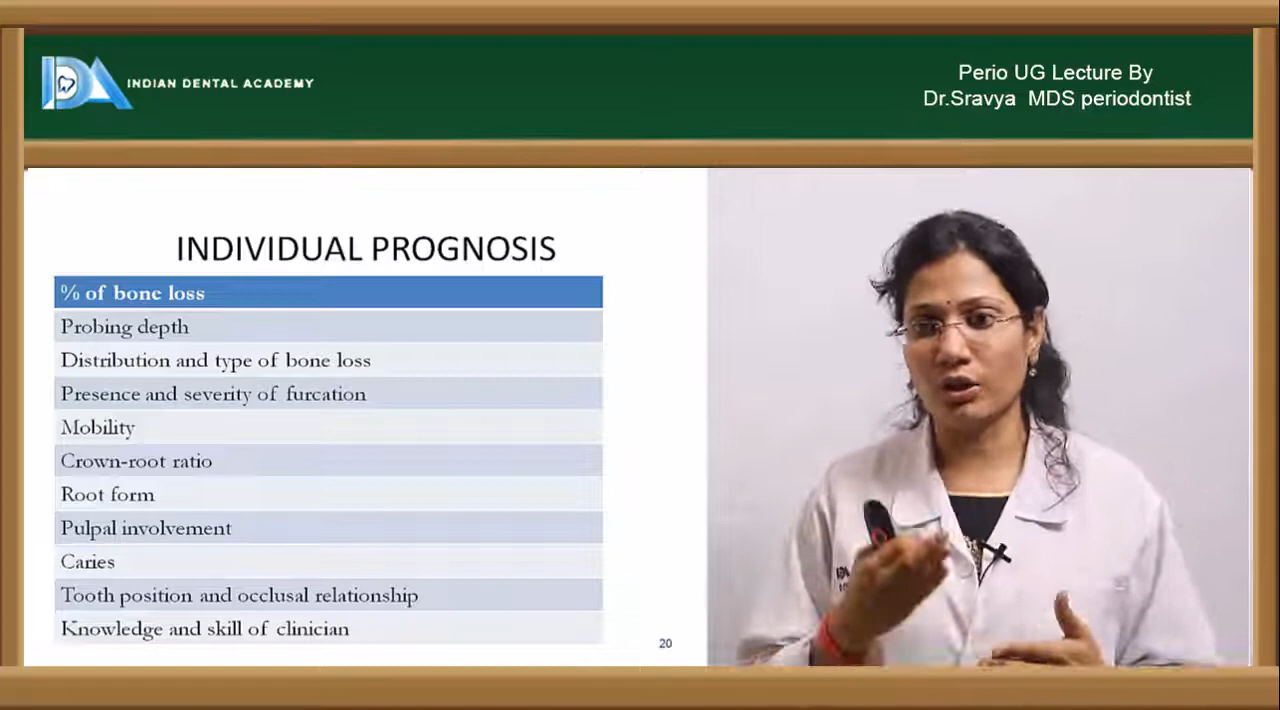 IDA
INDIAN DENTAL ACADEMY
Perio UG Lecture By
Dr.Sravya MDS periodontist
INDIVIDUAL PROGNOSIS
% of bone loss
Probing depth
Distribution and type of bone loss
Presence and severity of furcation
Mobility
Crown-root ratio
Root form
Pulpal involvement
Caries
Tooth position and occlusal relationship
Knowledge and skill of clinician
20